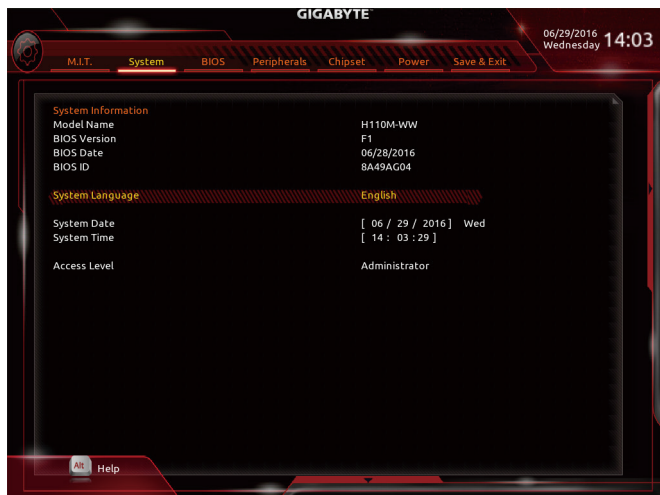 GIGABYTE™
06/29/2016
Wednesday 14:03
M.I.T. System BIOS Peripherals Chipset Power Save & Exit
System Information
Model Name H110M-WW
BIOS Version F1
BIOS Date 06/28/2016
BIOS ID 8A49AG04
System Language English
System Date [ 06 / 29 / 2016 ] Wed
System Time [ 14 : 03 : 29 ]
Access Level Administrator
Alt Help